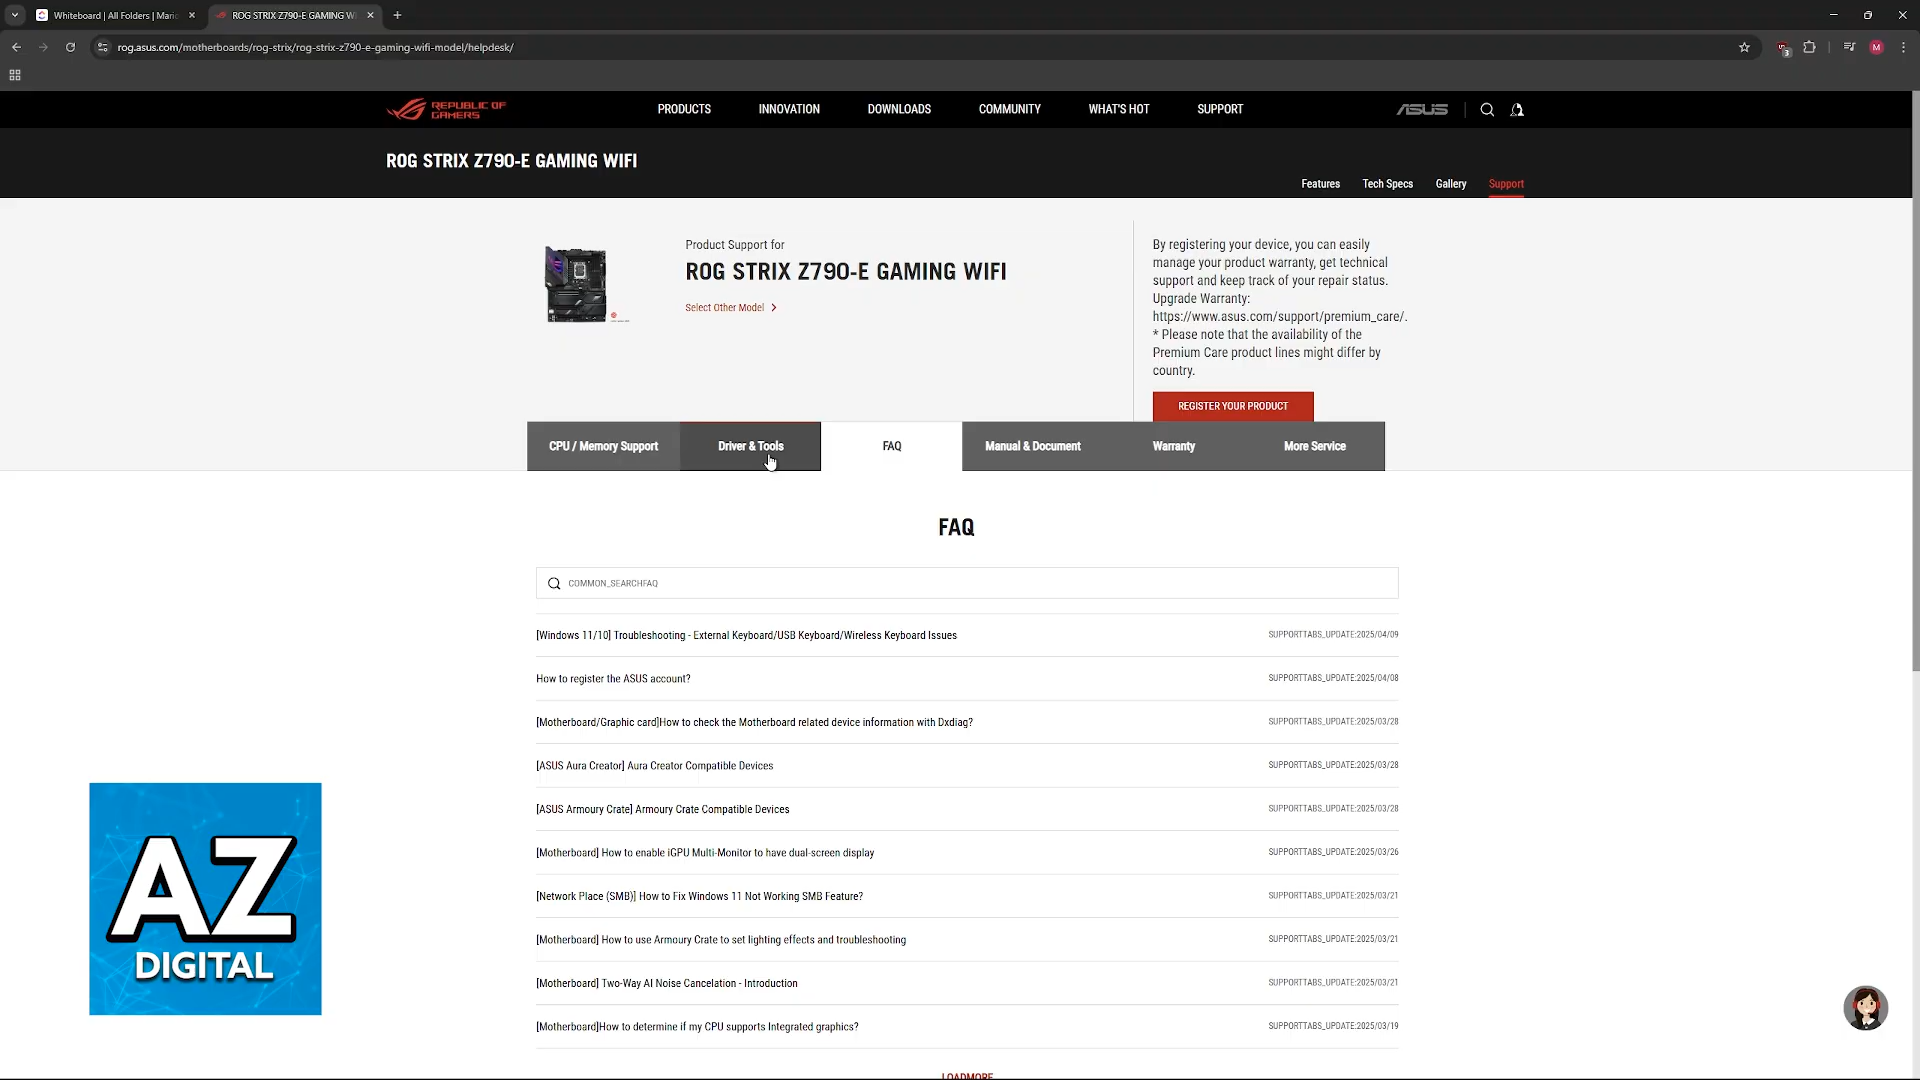 Whiteboard | All Folders | Mari
ROG STRIX Z790-E GAMING WI
rog.asus.com/motherboards/rog-strix/rog-strix-z790-e-gaming-wifi-model/helpdesk/
3
M
REPUBLIC OF
GAMERS
PRODUCTS
INNOVATION
DOWNLOADS
COMMUNITY
WHAT'S HOT
SUPPORT
ASUS
ROG STRIX Z790-E GAMING WIFI
Features
Tech Specs
Gallery
Support
Product Support for
ROG STRIX Z790-E GAMING WIFI
Select Other Model
By registering your device, you can easily
manage your product warranty, get technical
support and keep track of your repair status.
Upgrade Warranty:
https://www.asus.com/support/premium_care/.
* Please note that the availability of the
Premium Care product lines might differ by
country.
REGISTER YOUR PRODUCT
CPU / Memory Support
Driver & Tools
FAQ
Manual & Document
Warranty
More Service
FAQ
COMMON_SEARCHFAQ
[Windows 11/10] Troubleshooting - External Keyboard/USB Keyboard/Wireless Keyboard Issues
SUPPORTTABS_UPDATE:2025/04/09
How to register the ASUS account?
SUPPORTTABS_UPDATE:2025/04/08
[Motherboard/Graphic card]How to check the Motherboard related device information with Dxdiag?
SUPPORTTABS_UPDATE:2025/03/28
[ASUS Aura Creator] Aura Creator Compatible Devices
SUPPORTTABS_UPDATE:2025/03/28
[ASUS Armoury Crate] Armoury Crate Compatible Devices
SUPPORTTABS_UPDATE:2025/03/28
[Motherboard] How to enable iGPU Multi-Monitor to have dual-screen display
SUPPORTTABS_UPDATE:2025/03/26
[Network Place (SMB)] How to Fix Windows 11 Not Working SMB Feature?
SUPPORTTABS_UPDATE:2025/03/21
[Motherboard] How to use Armoury Crate to set lighting effects and troubleshooting
SUPPORTTABS_UPDATE:2025/03/21
[Motherboard] Two-Way AI Noise Cancelation - Introduction
SUPPORTTABS_UPDATE:2025/03/21
[Motherboard]How to determine if my CPU supports Integrated graphics?
SUPPORTTABS_UPDATE:2025/03/19
LOADMORE
AZ
DIGITAL